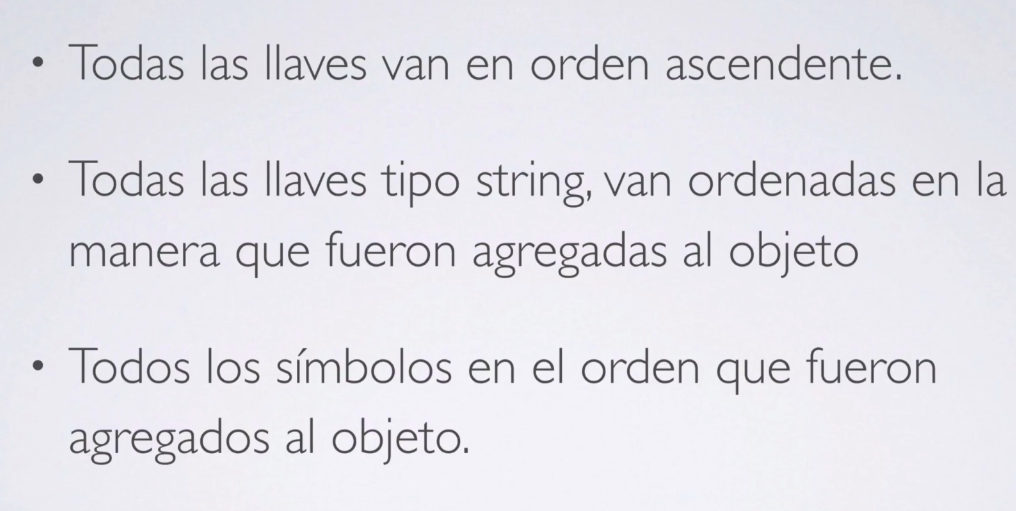 • Todas las llaves van en orden ascendente.
• Todas las llaves tipo string, van ordenadas en la
manera que fueron agregadas al objeto
• Todos los símbolos en el orden que fueron
agregados al objeto.